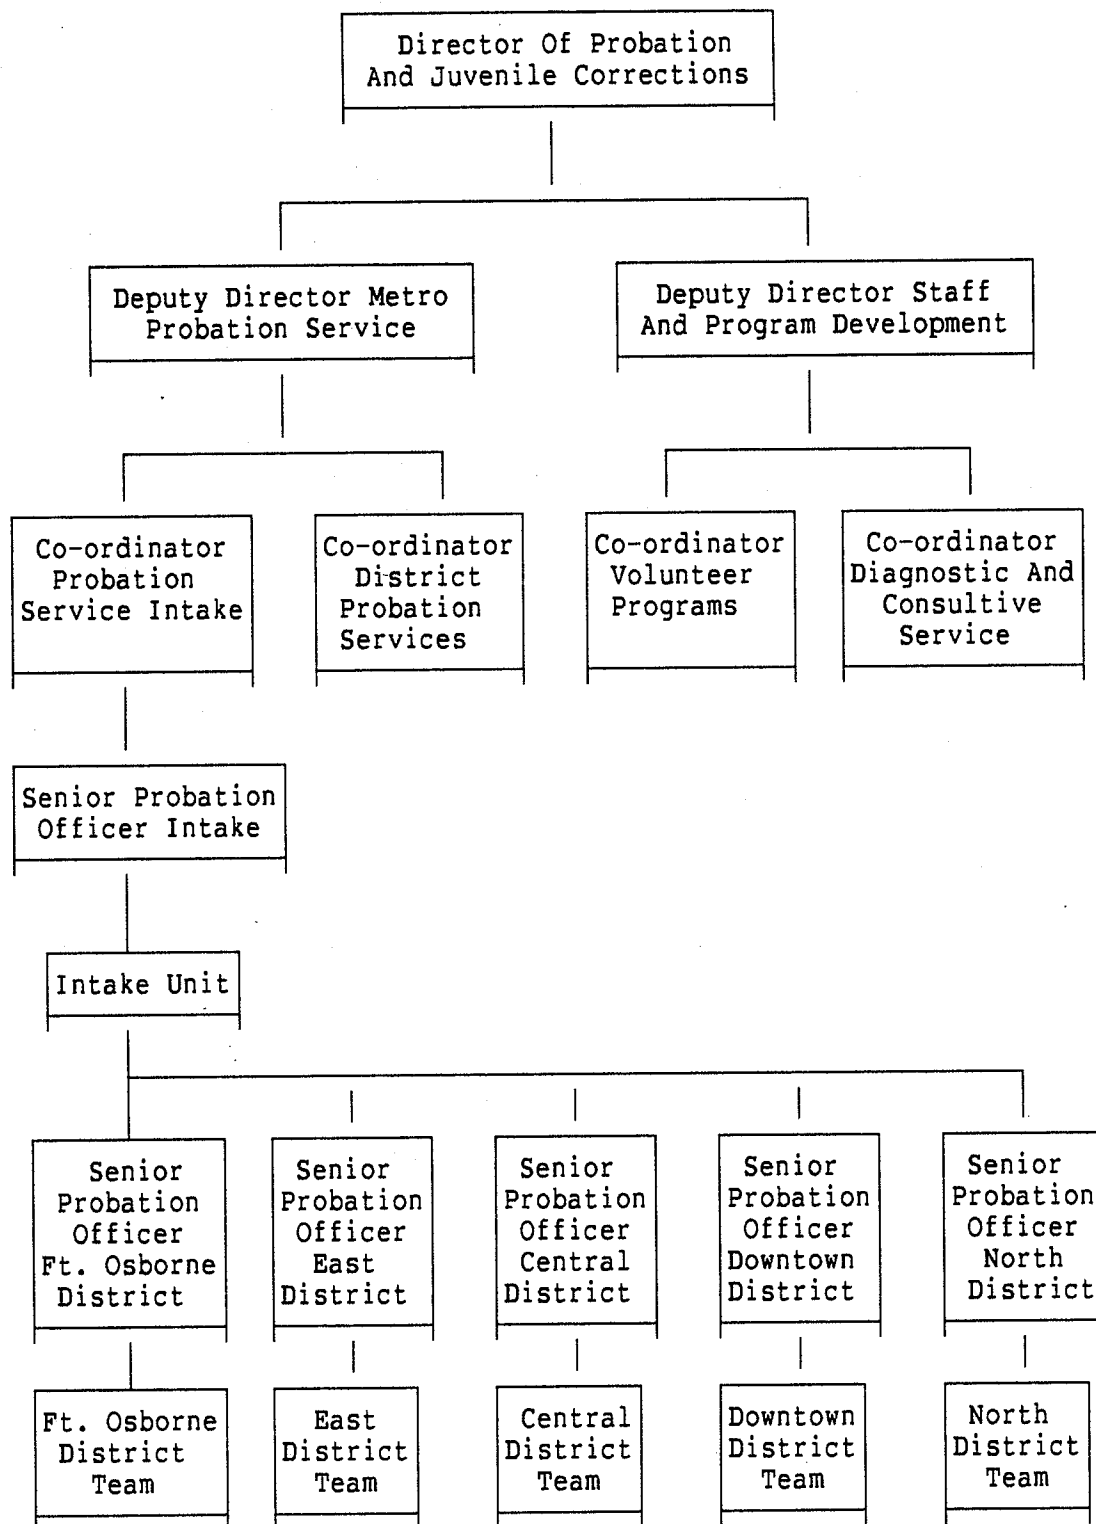 Director Of Probation
And Juvenile Corrections
Deputy Director Metro
Probation Service
Deputy Director Staff
And Program Development
Co-ordinator
Probation
Service Intake
Co-ordinator
District
Probation
Services
Co-ordinator
Volunteer
Programs
Co-ordinator
Diagnostic And
Consultive
Service
Senior Probation
Officer Intake
Intake Unit
Senior
Probation
Officer
Ft. Osborne
District
Senior
Probation
Officer
East
District
Senior
Probation
Officer
Central
District
Senior
Probation
Officer
Downtown
District
Senior
Probation
Officer
North
District
Ft. Osborne
District
Team
East
District
Team
Central
District
Team
Downtown
District
Team
North
District
Team